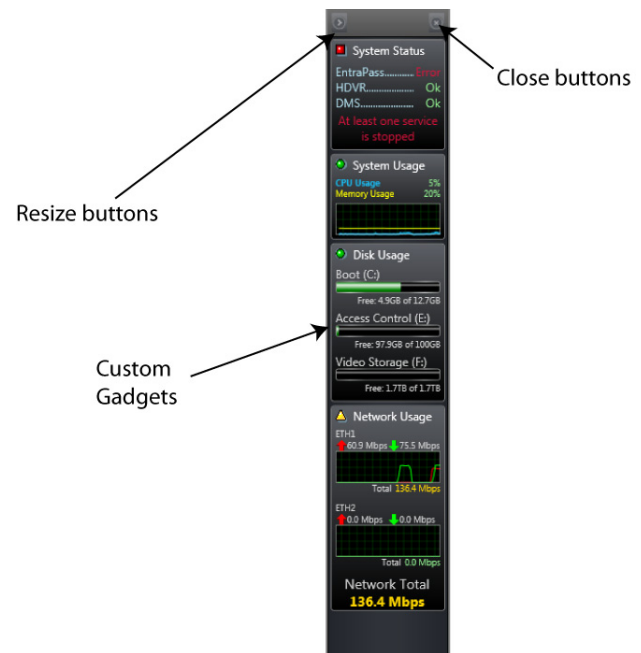 System Status
EntraPass............Error
HDVR................... Ok
DMS..................... Ok
At least one service
is stopped
Close buttons
System Usage
CPU Usage 5%
Memory Usage 20%
Resize buttons
Disk Usage
Boot (C:)
Free: 4.9GB of 12.7GB
Access Control (E:)
Free: 97.9GB of 100GB
Video Storage (F:)
Free: 1.7TB of 1.7TB
Custom
Gadgets
Network Usage
ETH1
60.9 Mbps 75.5 Mbps
Total 136.4 Mbps
ETH2
0.0 Mbps 0.0 Mbps
Total 0.0 Mbps
Network Total
136.4 Mbps